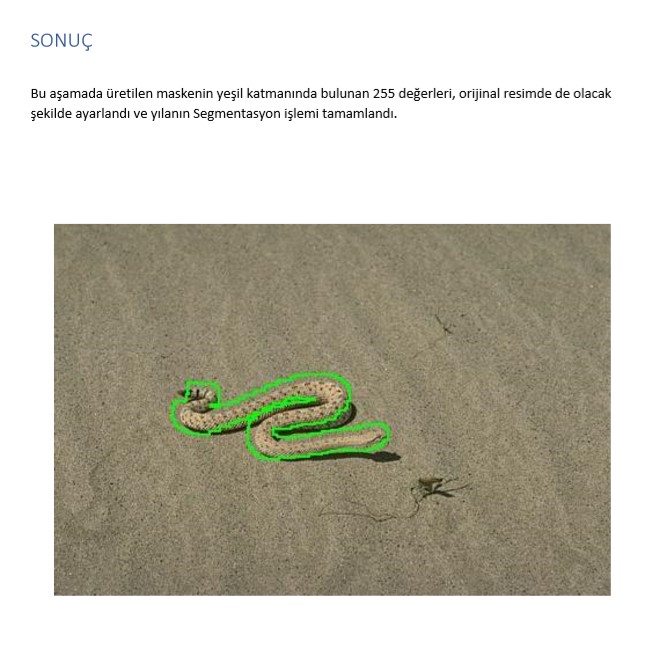 SONUÇ
Bu aşamada üretilen maskenin yeşil katmanında bulunan 255 değerleri, orijinal resimde de olacak
şekilde ayarlandı ve yılanın Segmentasyon işlemi tamamlandı.